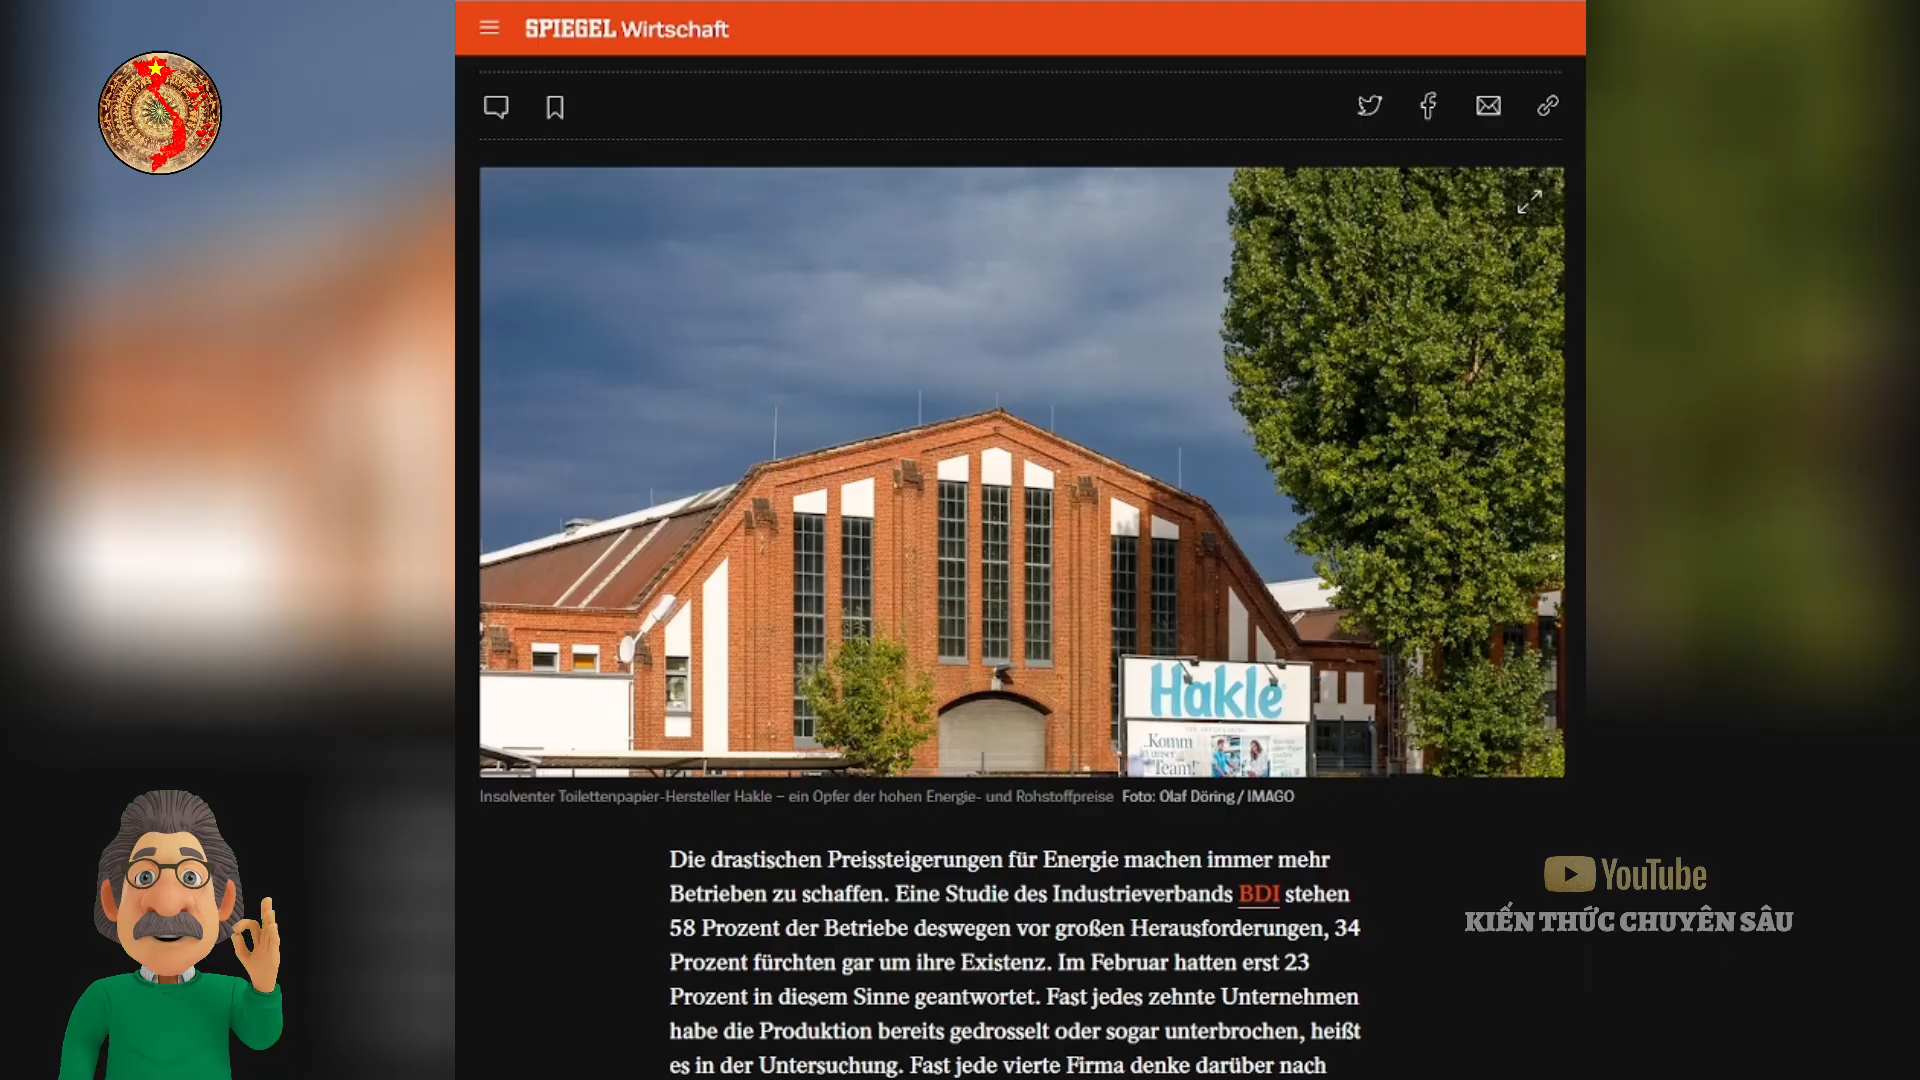 SPIEGEL Wirtschaft
Hakle
Komm
in unser
Team!
Insolventer Toilettenpapier-Hersteller Hakle – ein Opfer der hohen Energie- und Rohstoffpreise Foto: Olaf Döring / IMAGO
Die drastischen Preissteigerungen für Energie machen immer mehr
Betrieben zu schaffen. Eine Studie des Industrieverbands BDI stehen
58 Prozent der Betriebe deswegen vor großen Herausforderungen, 34
Prozent fürchten gar um ihre Existenz. Im Februar hatten erst 23
Prozent in diesem Sinne geantwortet. Fast jedes zehnte Unternehmen
habe die Produktion bereits gedrosselt oder sogar unterbrochen, heißt
es in der Untersuchung. Fast jede vierte Firma denke darüber nach
YouTube
KIẾN THỨC CHUYÊN SÂU